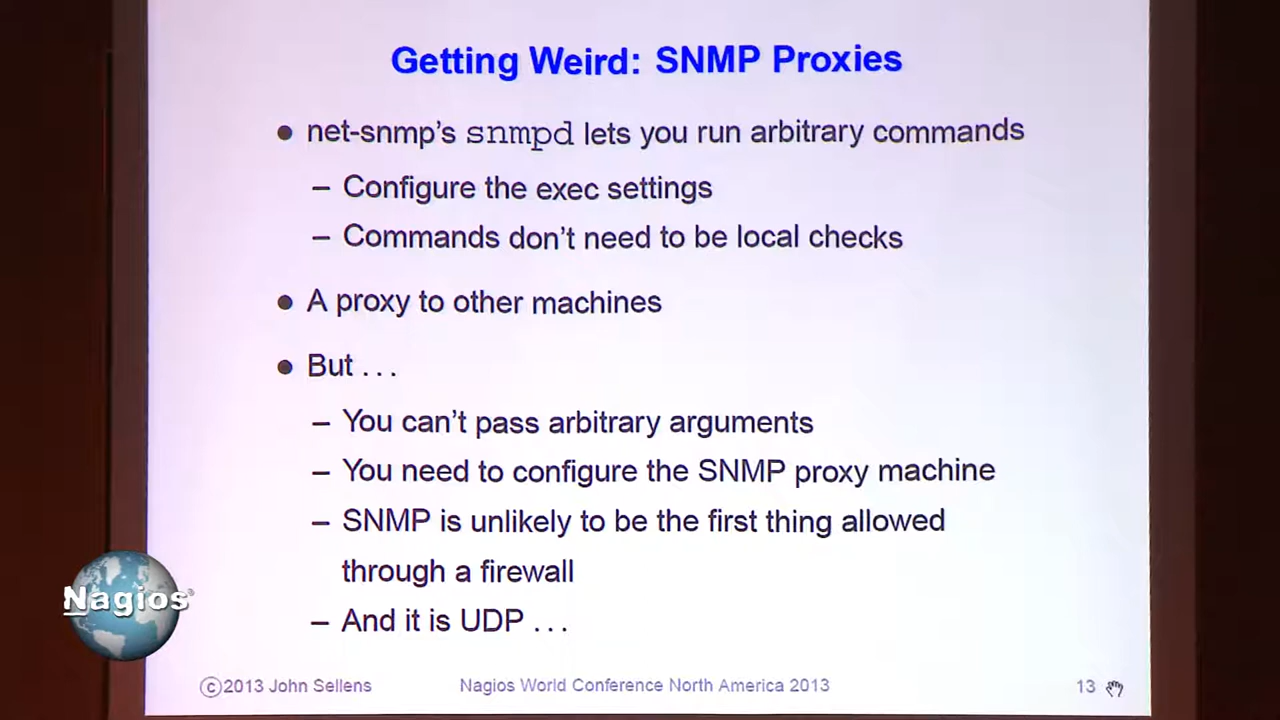 Getting Weird: SNMP Proxies
● net-snmp's snmpd lets you run arbitrary commands
– Configure the exec settings
– Commands don't need to be local checks
● A proxy to other machines
● But . . .
– You can't pass arbitrary arguments
– You need to configure the SNMP proxy machine
– SNMP is unlikely to be the first thing allowed
through a firewall
– And it is UDP . . .
Nagios®
©2013 John Sellens Nagios World Conference North America 2013 13